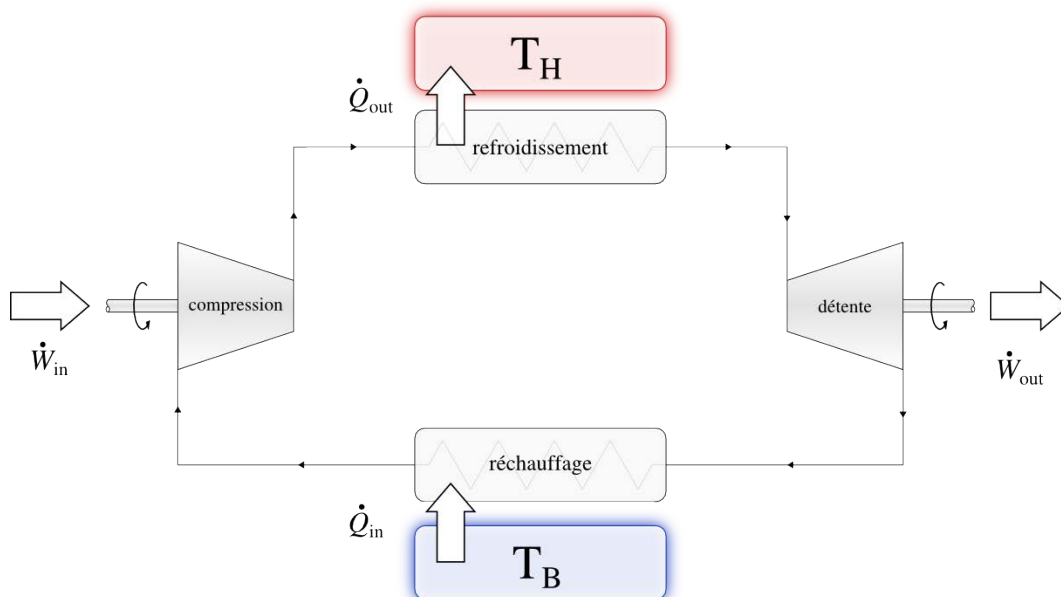 T_H
Q̇_out
refroidissement
compression
détente
Ẇ_in
Ẇ_out
réchauffage
Q̇_in
T_B